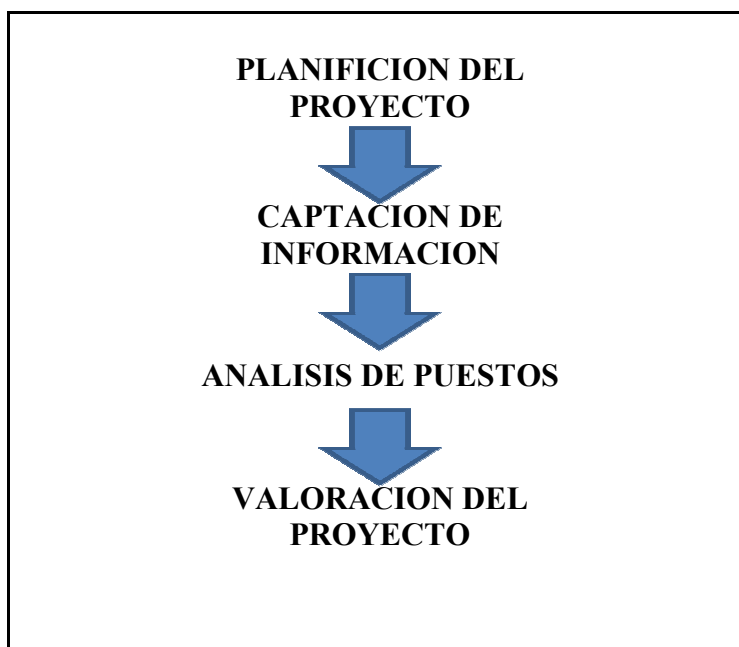 PLANIFICION DEL
PROYECTO
CAPTACION DE
INFORMACION
ANALISIS DE PUESTOS
VALORACION DEL
PROYECTO